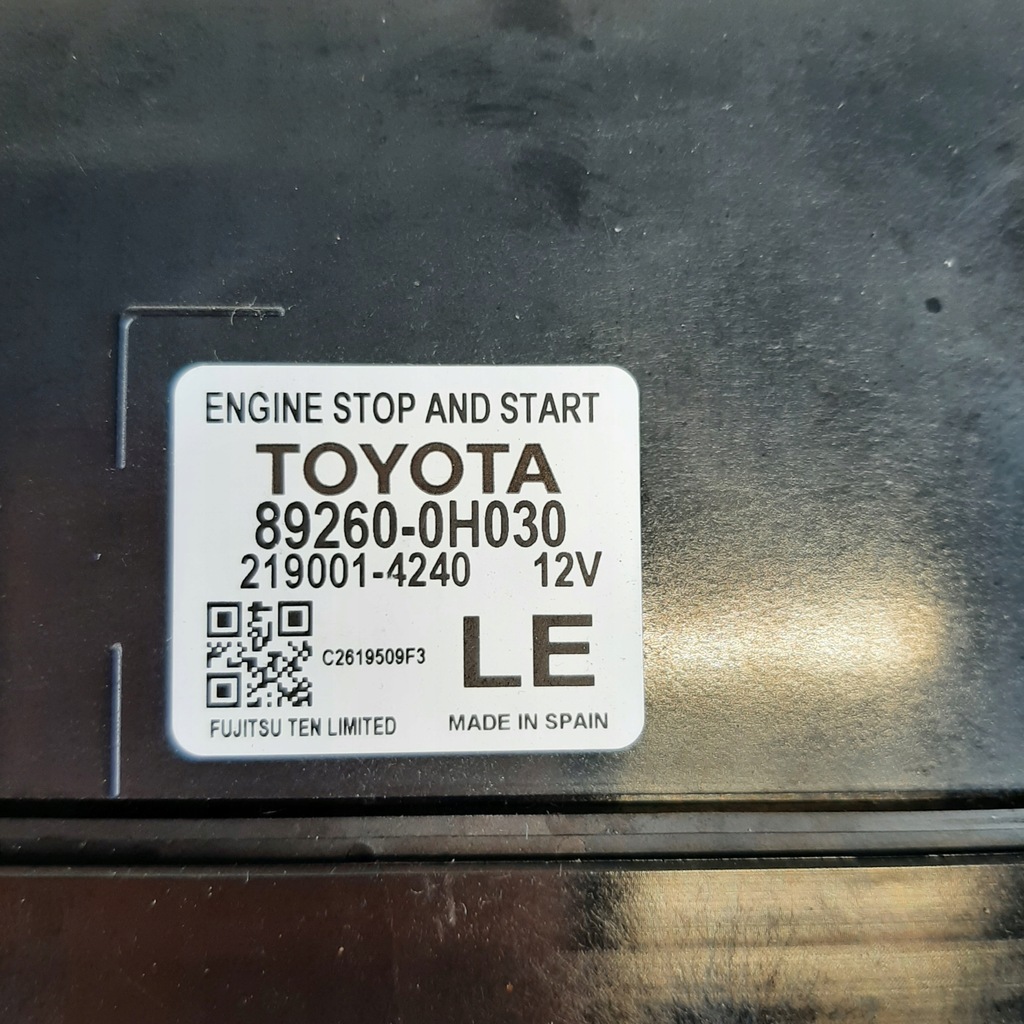 ENGINE STOP AND START
TOYOTA
89260-0H030
219001-4240 12V
C2619509F3
LE
FUJITSU TEN LIMITED MADE IN SPAIN